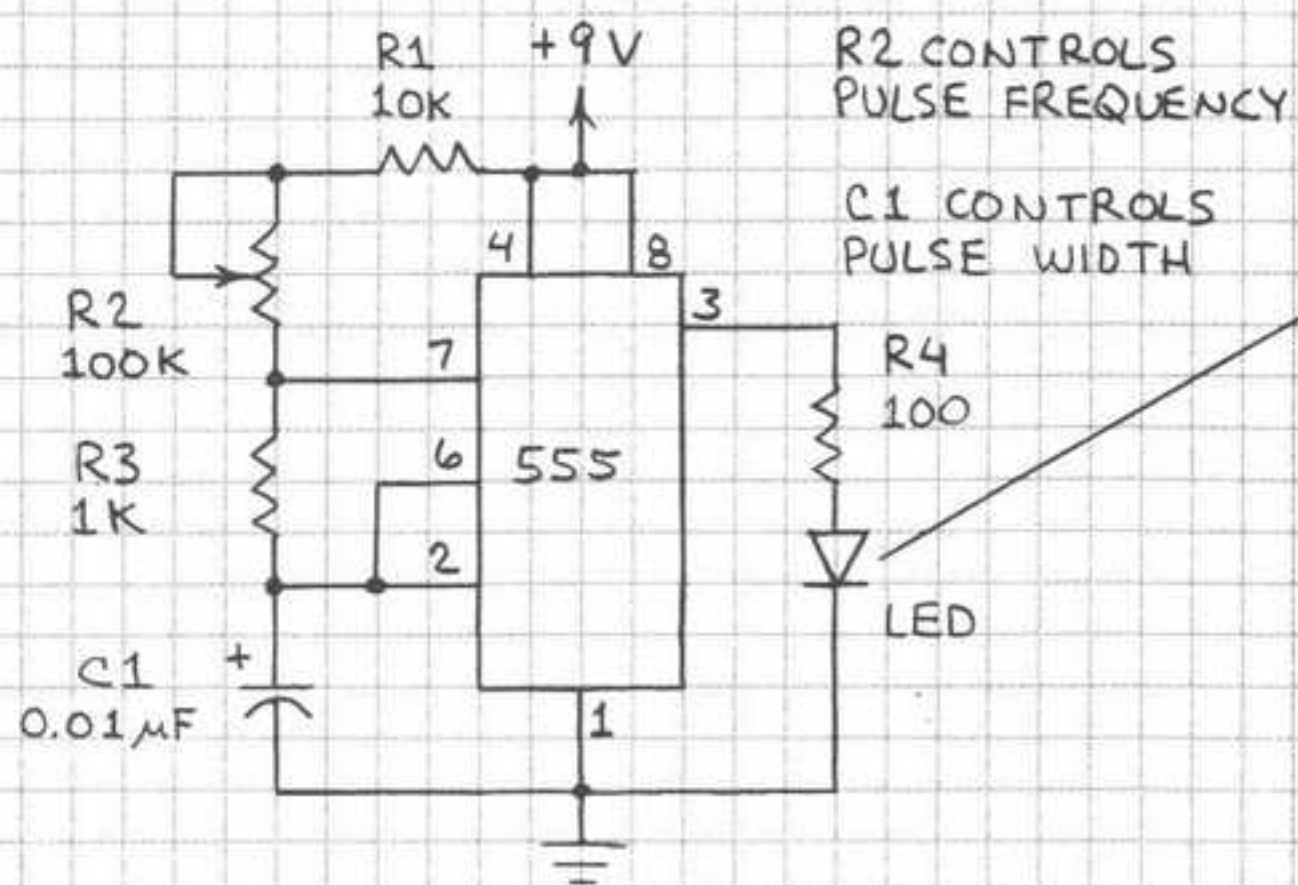 R1
10K
+9V
R2 CONTROLS
PULSE FREQUENCY
C1 CONTROLS
PULSE WIDTH
4
8
3
R2
100K
7
R4
100
R3
1K
6
555
2
LED
C1
+
0.01µF
1